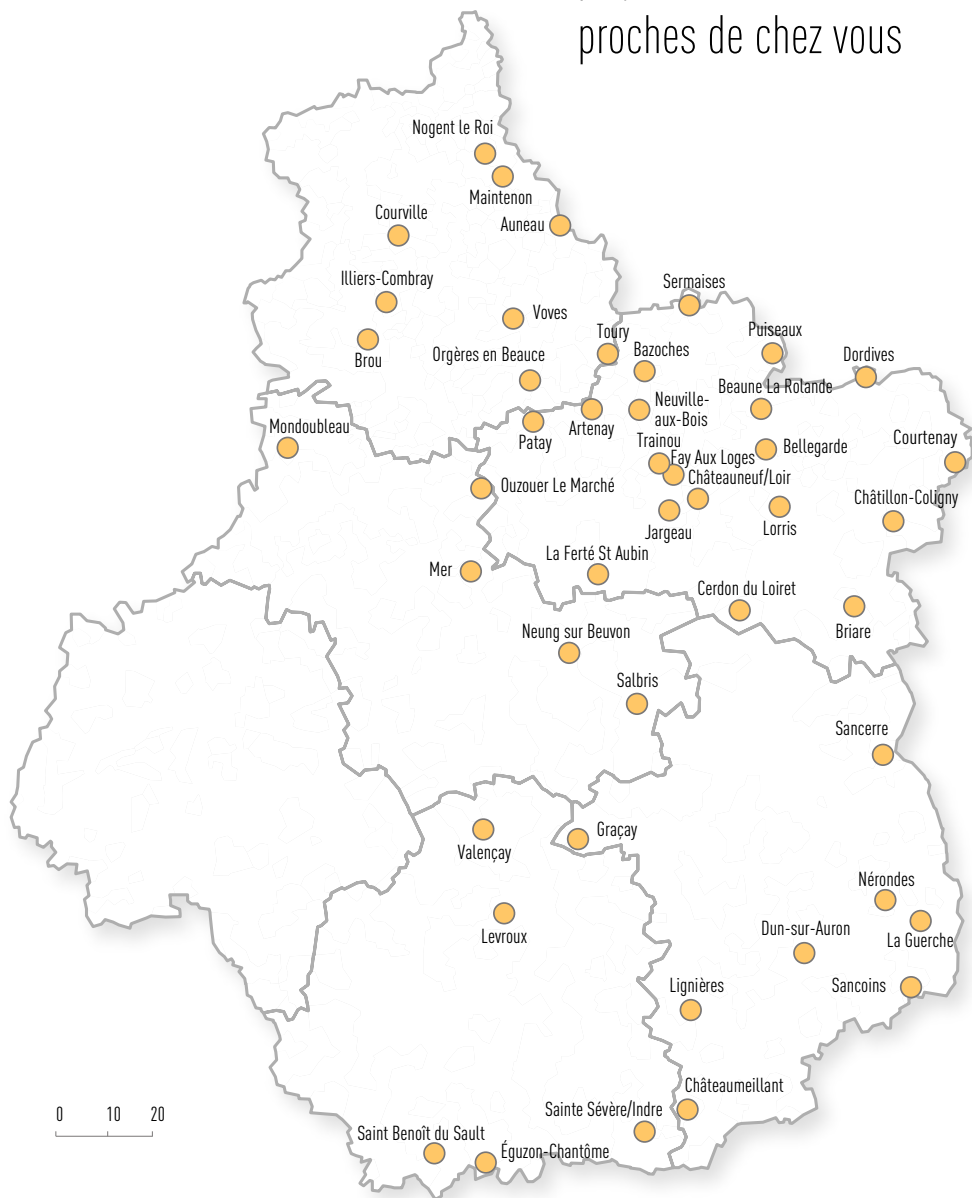 proches de chez vous
Nogent le Roi
Maintenon
Courville
Auneau
Illiers-Combray
Sermaises
Voves
Brou
Toury
Puiseaux
Orgères en Beauce
Bazoches
Dordives
Beaune La Rolande
Neuville-
aux-Bois
Mondoubleau
Patay
Artenay
Trainou
Bellegarde
Courtenay
Fay Aux Loges
Châteauneuf/Loir
Ouzouer Le Marché
Châtillon-Coligny
Jargeau
Lorris
La Ferté St Aubin
Mer
Cerdon du Loiret
Briare
Neung sur Beuvon
Salbris
Sancerre
Graçay
Valençay
Nérondes
Levroux
Dun-sur-Auron
La Guerche
Lignières
Sancoins
Châteaumeillant
0 10 20
Sainte Sévère/Indre
Saint Benoît du Sault
Éguzon-Chantôme